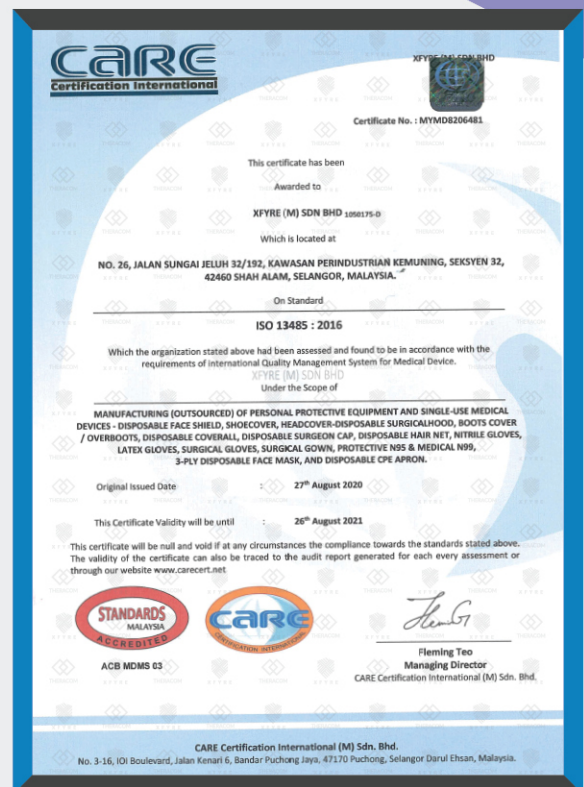 CARE
Certification International
XFYRE (M) SDN BHD
Certificate No. : MYMD8206481
This certificate has been
Awarded to
XFYRE (M) SDN BHD 1050175-D
Which is located at
NO. 26, JALAN SUNGAI JELUH 32/192, KAWASAN PERINDUSTRIAN KEMUNING, SEKSYEN 32,
42460 SHAH ALAM, SELANGOR, MALAYSIA.
On Standard
ISO 13485 : 2016
Which the organization stated above had been assessed and found to be in accordance with the
requirements of international Quality Management System for Medical Device.
XFYRE (M) SDN BHD
Under the Scope of
MANUFACTURING (OUTSOURCED) OF PERSONAL PROTECTIVE EQUIPMENT AND SINGLE-USE MEDICAL
DEVICES - DISPOSABLE FACE SHIELD, SHOECOVER, HEADCOVER-DISPOSABLE SURGICALHOOD, BOOTS COVER
/ OVERBOOTS, DISPOSABLE COVERALL, DISPOSABLE SURGEON CAP, DISPOSABLE HAIR NET, NITRILE GLOVES,
LATEX GLOVES, SURGICAL GLOVES, SURGICAL GOWN, PROTECTIVE N95 & MEDICAL N99,
3-PLY DISPOSABLE FACE MASK, AND DISPOSABLE CPE APRON.
Original Issued Date : 27th August 2020
This Certificate Validity will be until : 26th August 2021
This certificate will be null and void if at any circumstances the compliance towards the standards stated above.
The validity of the certificate can also be traced to the audit report generated for each every assessment or
through our website www.carecert.net
STANDARDS
MALAYSIA
ACCREDITED
CARE
CERTIFICATION INTERNATIONAL
ACB MDMS 03
Fleming Teo
Managing Director
CARE Certification International (M) Sdn. Bhd.
CARE Certification International (M) Sdn. Bhd.
No. 3-16, IOI Boulevard, Jalan Kenari 6, Bandar Puchong Jaya, 47170 Puchong, Selangor Darul Ehsan, Malaysia.